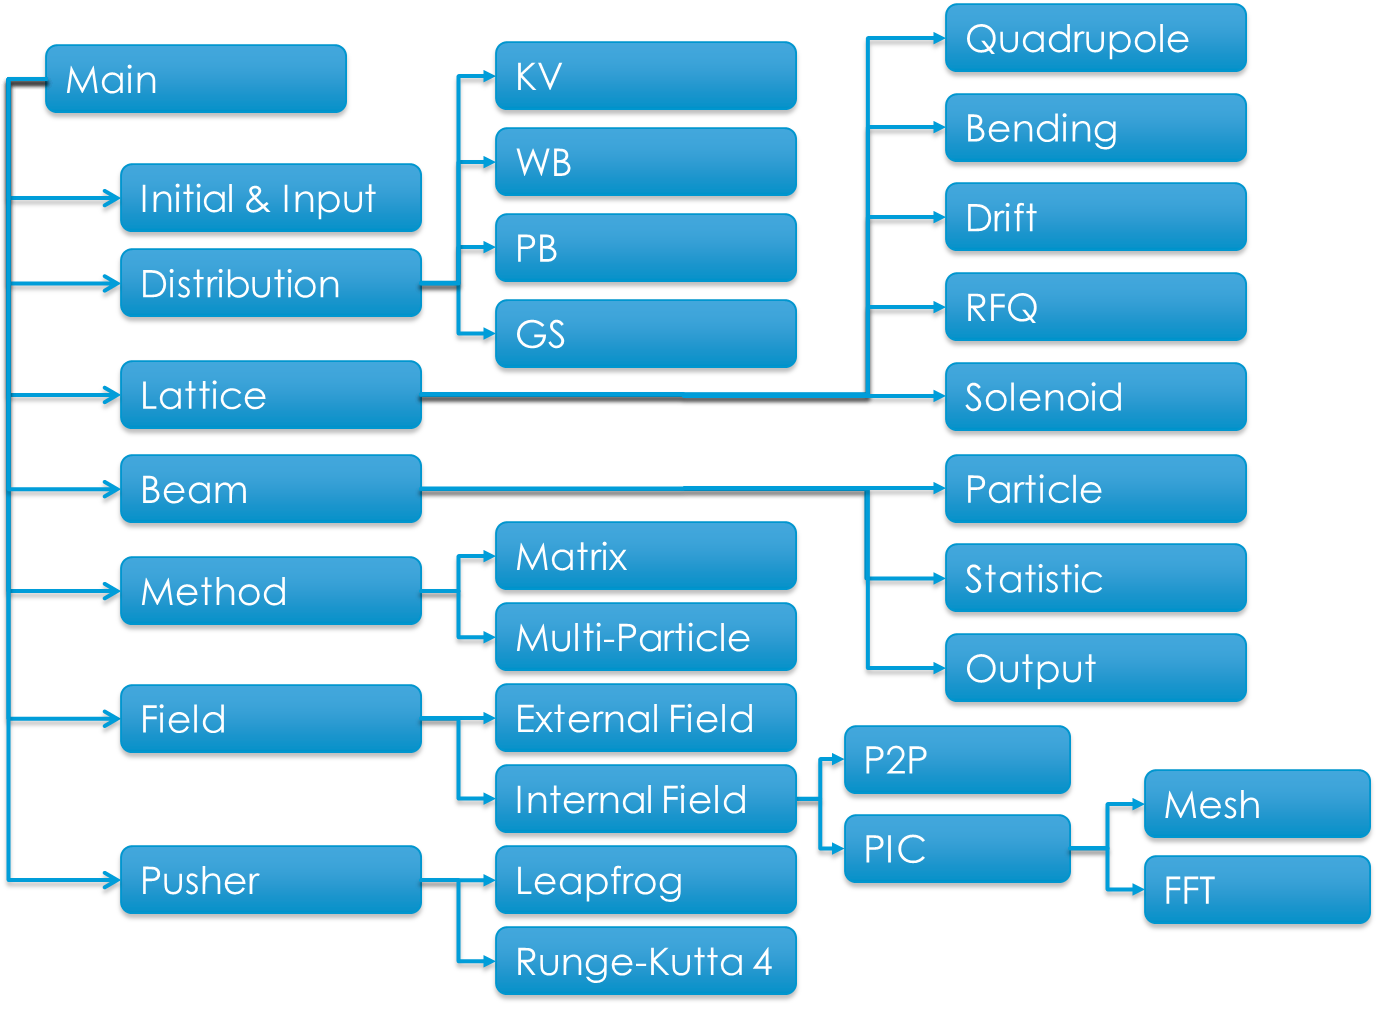 Main
Initial & Input
Distribution
KV
WB
PB
GS
Lattice
Quadrupole
Bending
Drift
RFQ
Solenoid
Beam
Particle
Statistic
Output
Method
Matrix
Multi-Particle
Field
External Field
Internal Field
P2P
PIC
Mesh
FFT
Pusher
Leapfrog
Runge-Kutta 4